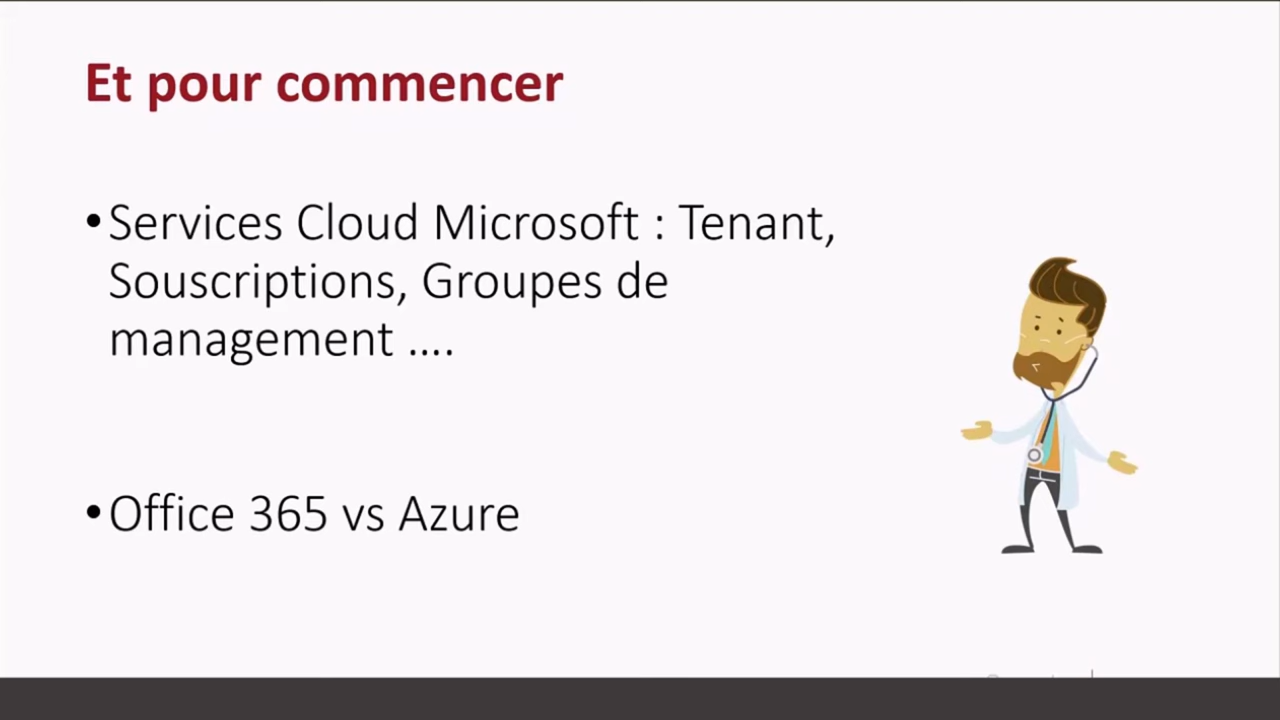 Et pour commencer
•Services Cloud Microsoft : Tenant,
Souscriptions, Groupes de
management ....
•Office 365 vs Azure